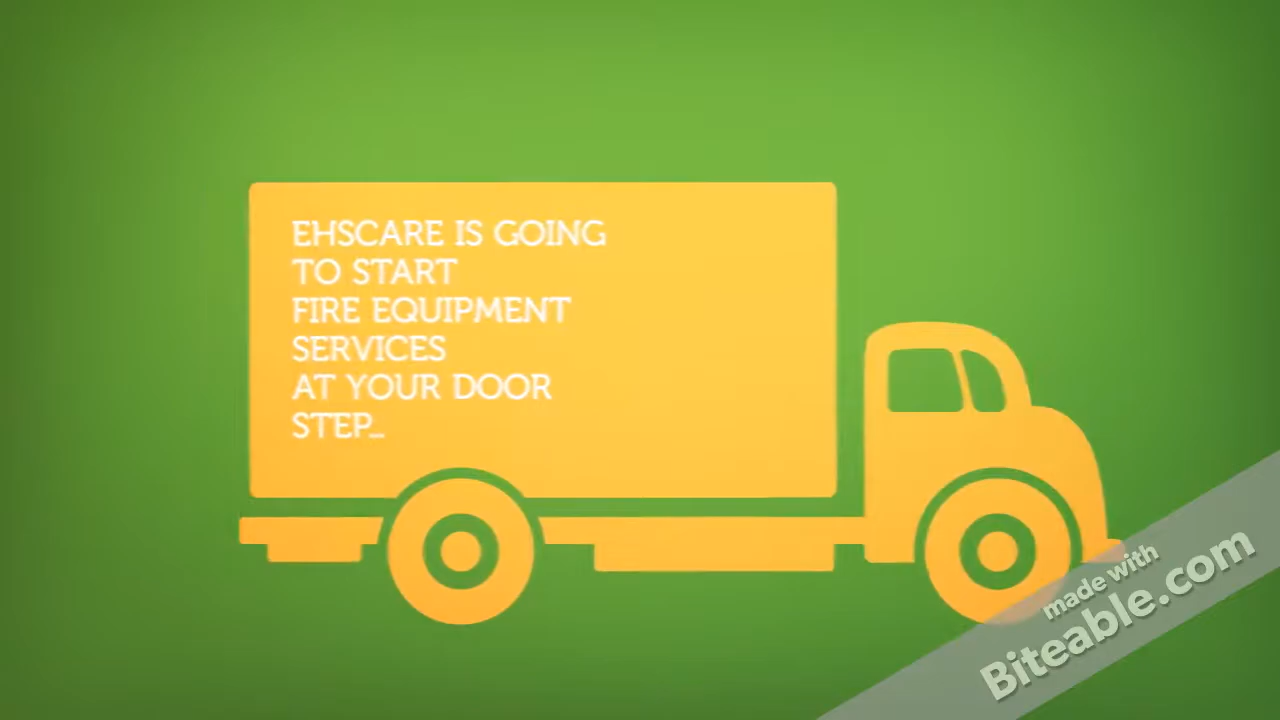 EHSCARE IS GOING
TO START
FIRE EQUIPMENT
SERVICES
AT YOUR DOOR
STEP...
made with
Biteable.com